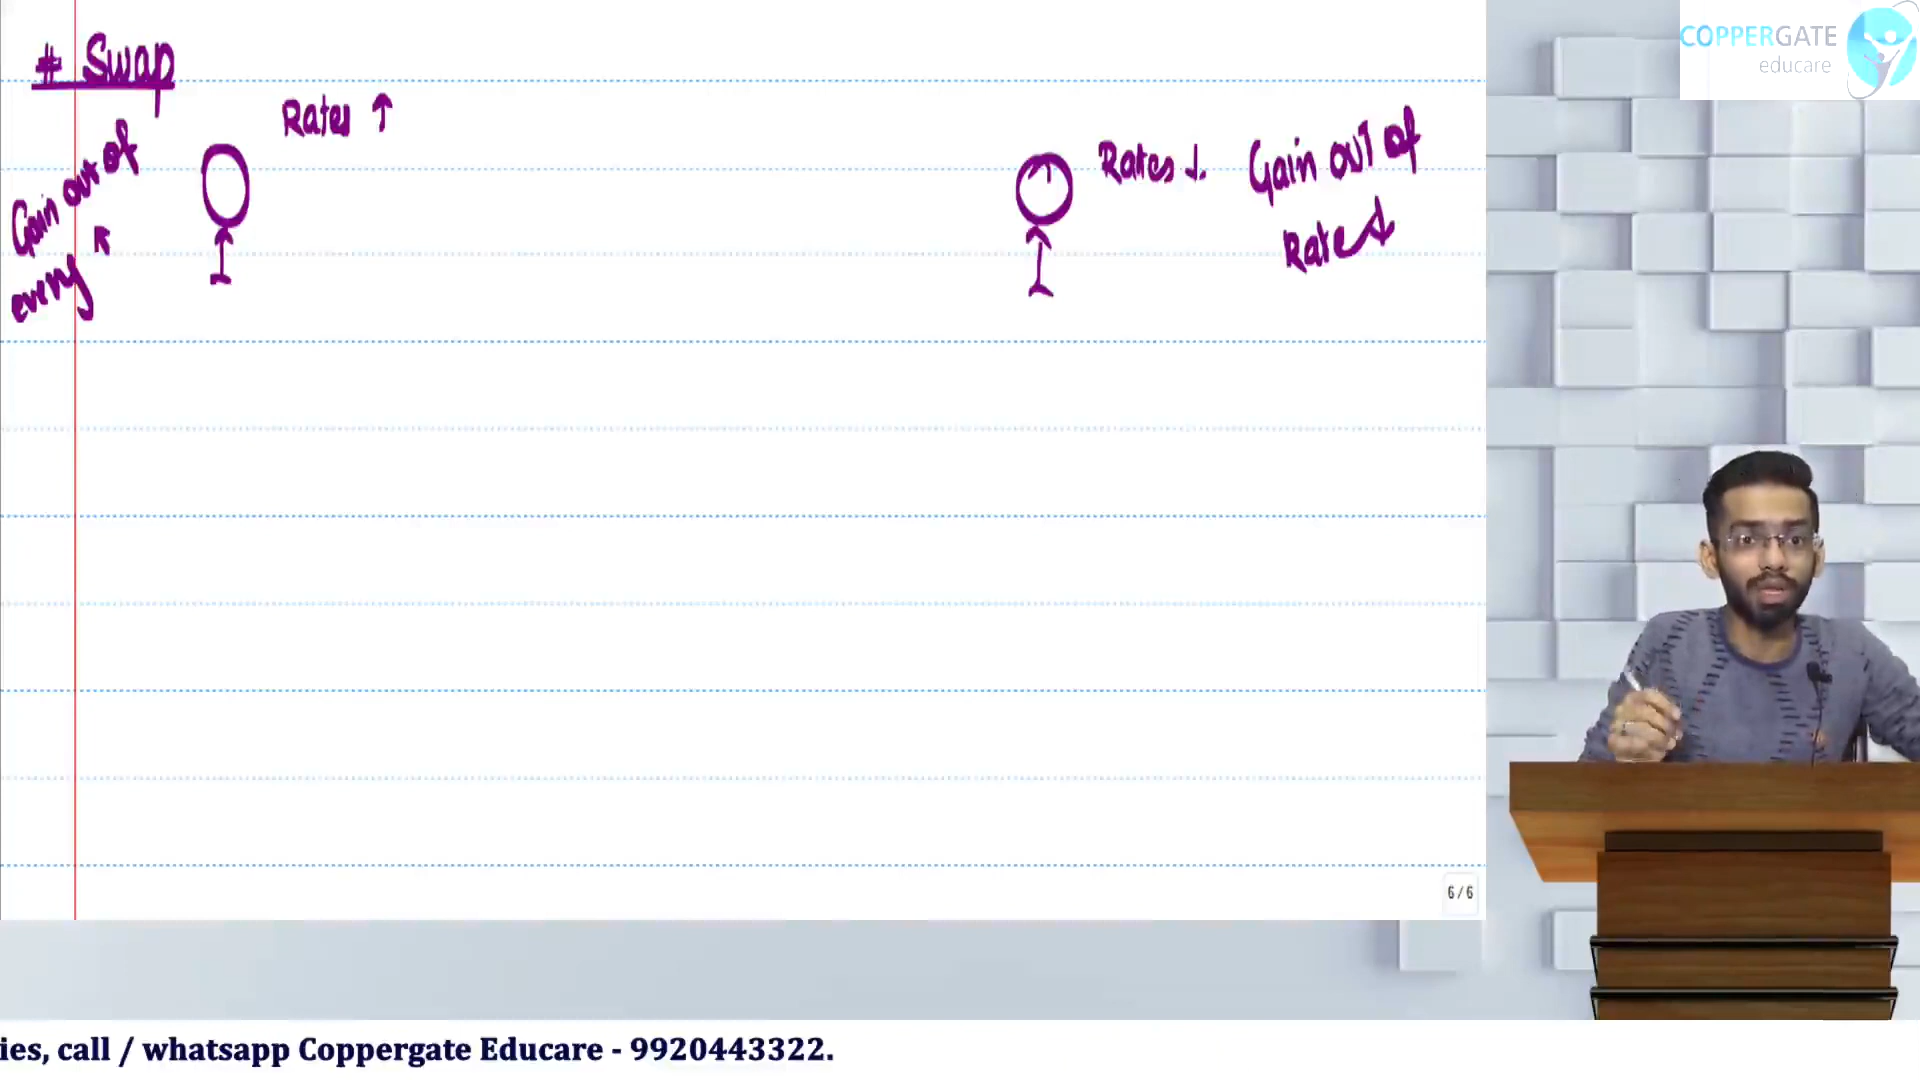 # Swap
Rates ↑
Gain out of
every ↑
Rates ↓. Gain out of
Rates ↓
COPPERGATE
educare
6/6
ies, call / whatsapp Coppergate Educare - 9920443322.